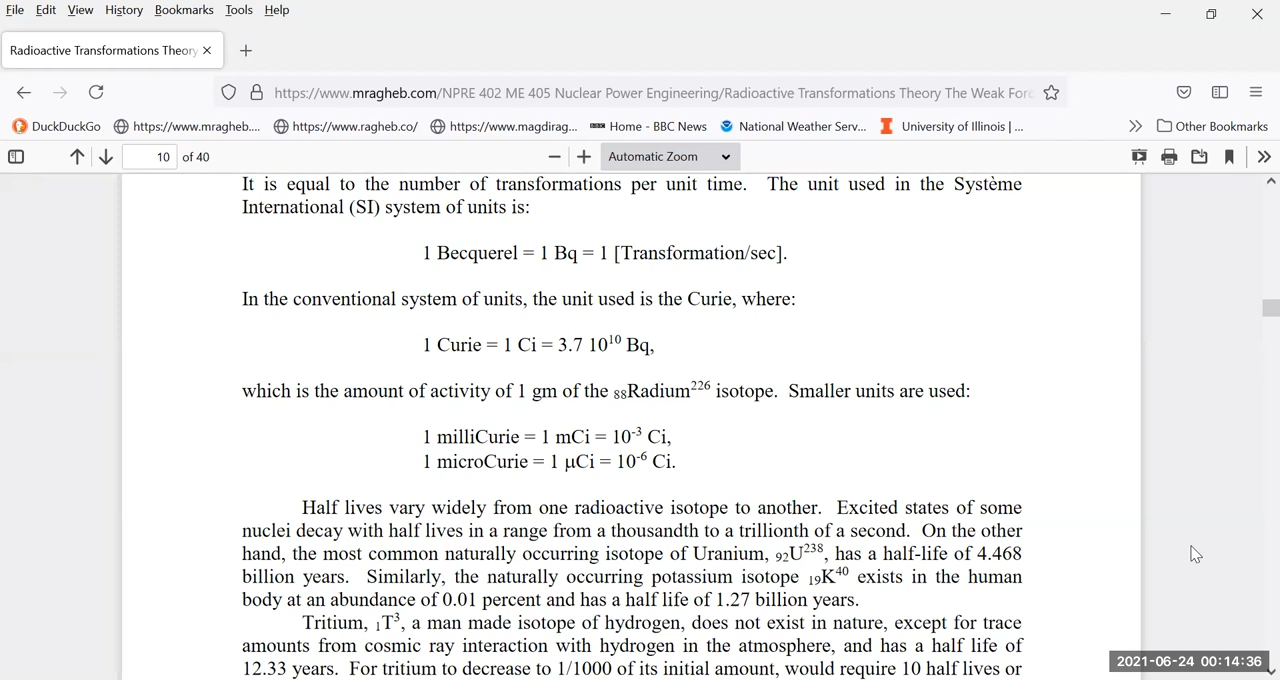 File Edit View History Bookmarks Tools Help
Radioactive Transformations Theory
https://www.mragheb.com/NPRE 402 ME 405 Nuclear Power Engineering/Radioactive Transformations Theory The Weak Forc
DuckDuckGo https://www.mragheb.... https://www.ragheb.co/ https://www.magdirag... BBC Home - BBC News National Weather Serv... University of Illinois |... Other Bookmarks
10 of 40 Automatic Zoom
It is equal to the number of transformations per unit time. The unit used in the Système
International (SI) system of units is:
1 Becquerel = 1 Bq = 1 [Transformation/sec].
In the conventional system of units, the unit used is the Curie, where:
1 Curie = 1 Ci = 3.7 10¹⁰ Bq,
which is the amount of activity of 1 gm of the ₈₈Radium²²⁶ isotope. Smaller units are used:
1 milliCurie = 1 mCi = 10⁻³ Ci,
1 microCurie = 1 μCi = 10⁻⁶ Ci.
Half lives vary widely from one radioactive isotope to another. Excited states of some
nuclei decay with half lives in a range from a thousandth to a trillionth of a second. On the other
hand, the most common naturally occurring isotope of Uranium, ₉₂U²³⁸, has a half-life of 4.468
billion years. Similarly, the naturally occurring potassium isotope ₁₉K⁴⁰ exists in the human
body at an abundance of 0.01 percent and has a half life of 1.27 billion years.
Tritium, ₁T³, a man made isotope of hydrogen, does not exist in nature, except for trace
amounts from cosmic ray interaction with hydrogen in the atmosphere, and has a half life of
12.33 years. For tritium to decrease to 1/1000 of its initial amount, would require 10 half lives or
2021-06-24 00:14:36